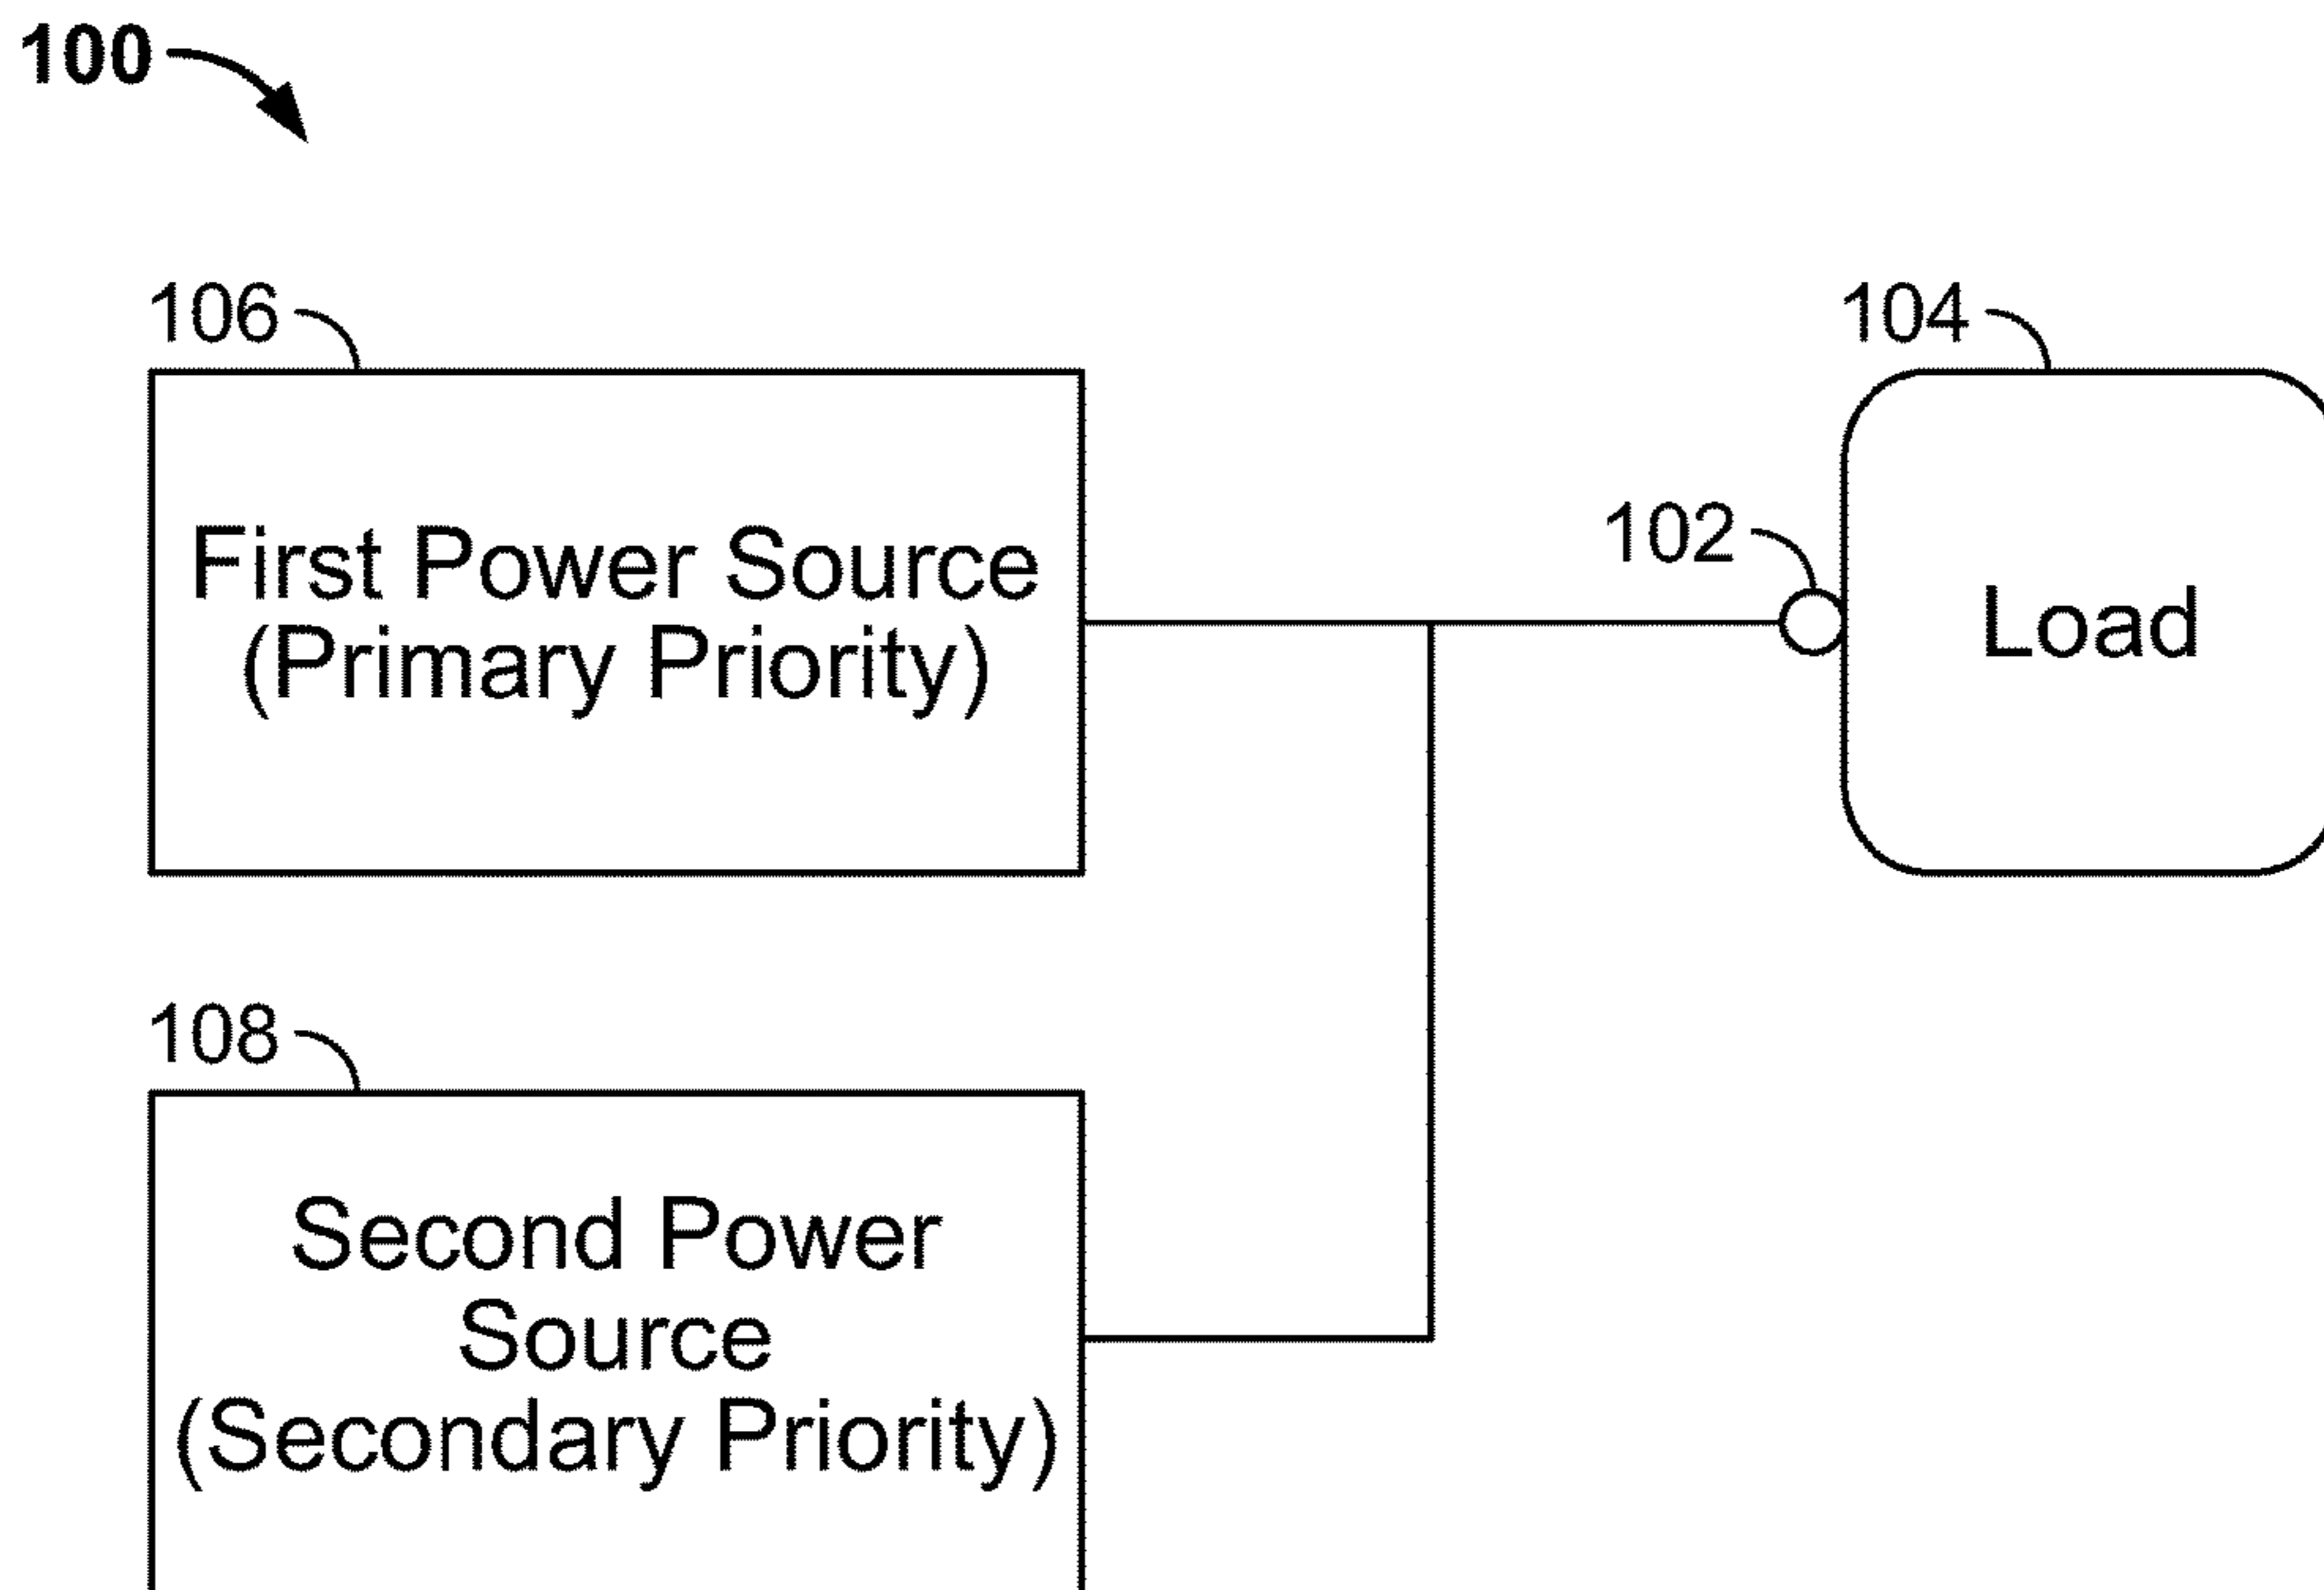 100
106
104
First Power Source
(Primary Priority)
102
Load
108
Second Power
Source
(Secondary Priority)